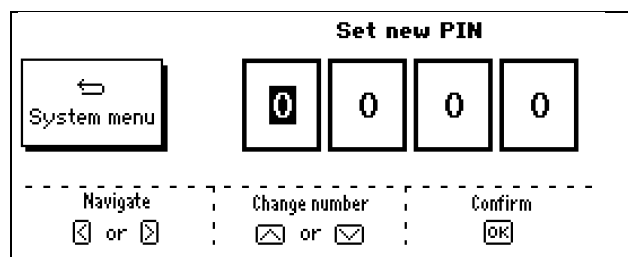 Set new PIN
System menu
0 0 0 0
Navigate
or
Change number
or
Confirm
OK